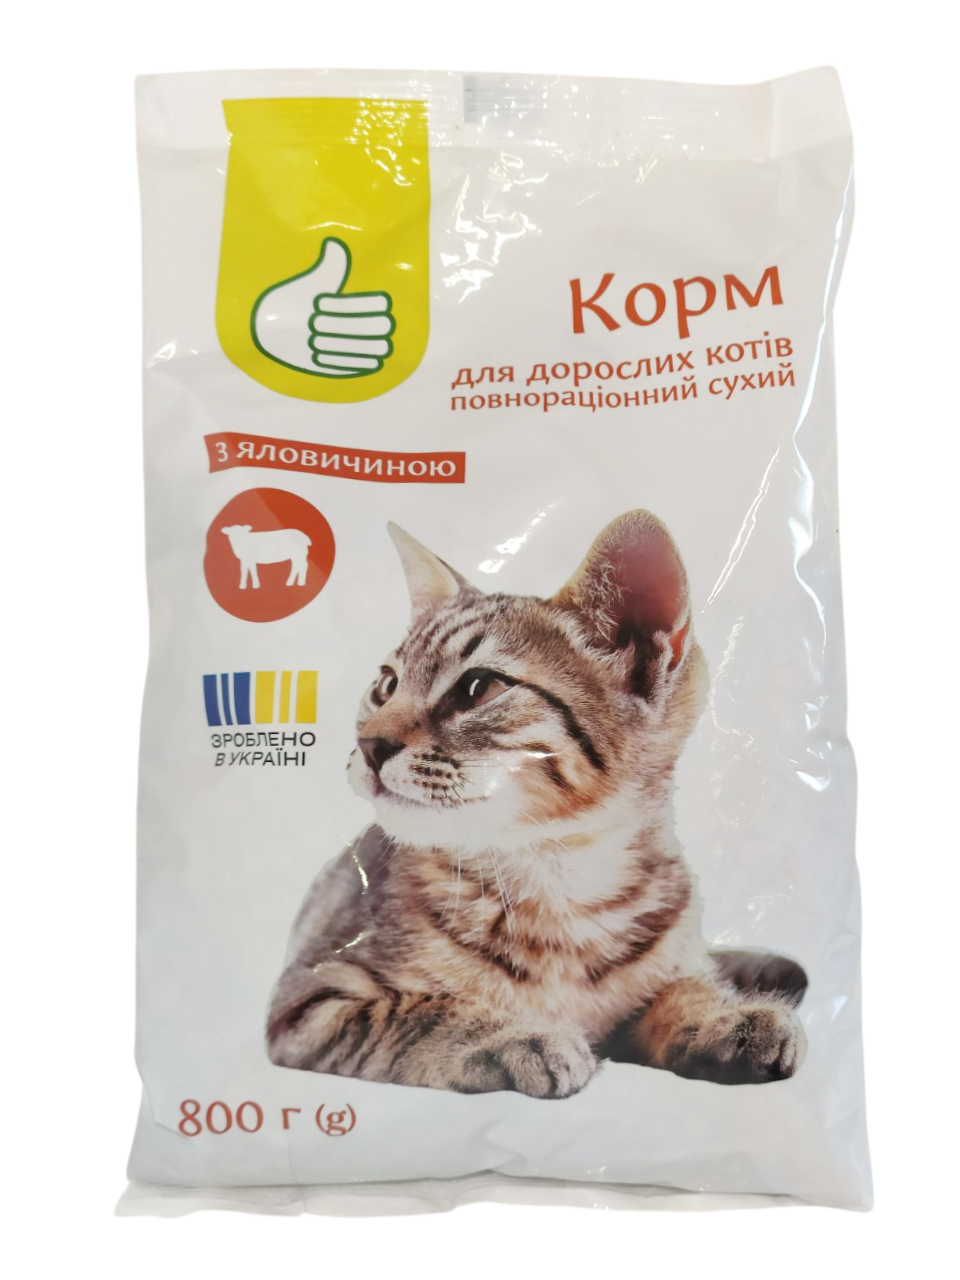 Корм
для дорослих котів
повнораціонний сухий
з яловичиною
ЗРОБЛЕНО
В УКРАЇНІ
800 г (g)